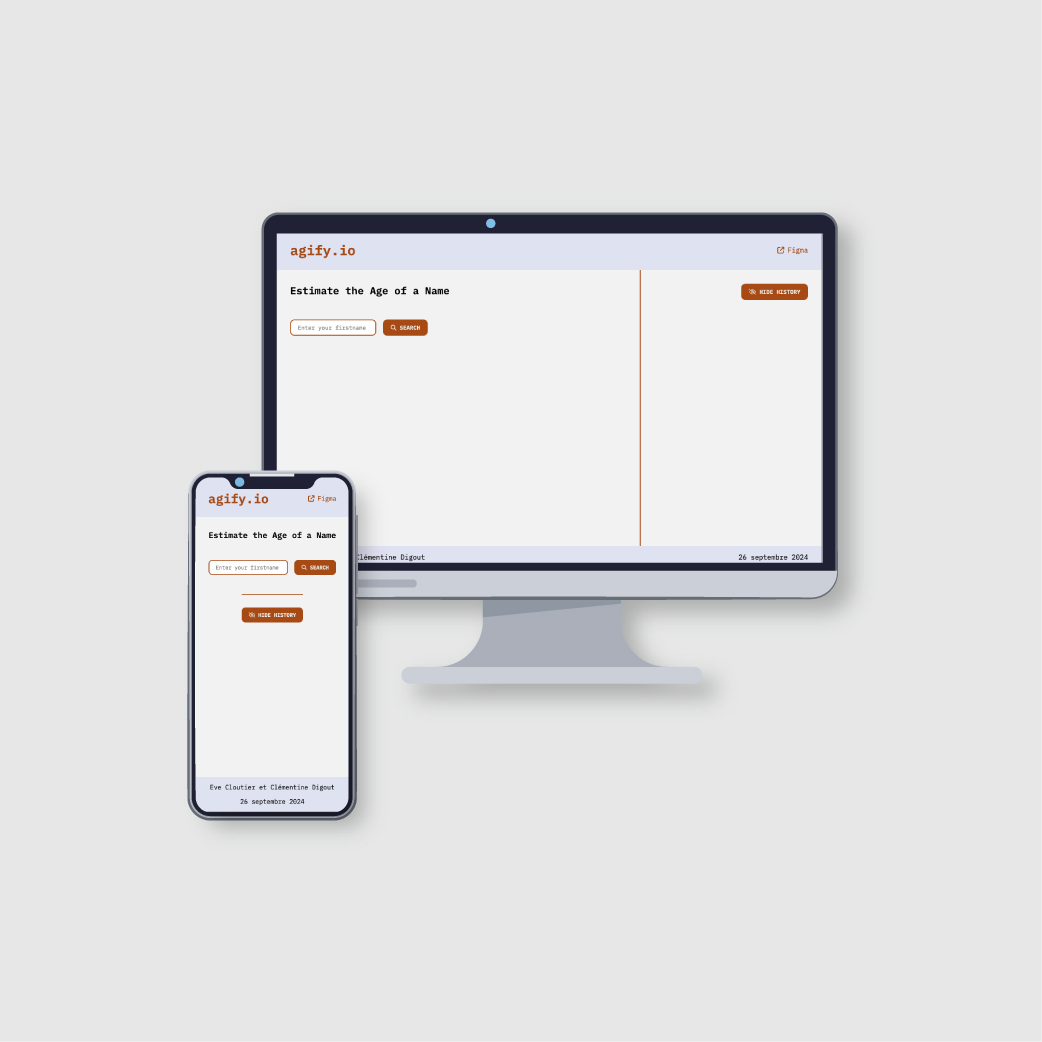 agify.io
Figma
Estimate the Age of a Name
HIDE HISTORY
Enter your firstname
SEARCH
Clémentine Digout
26 septembre 2024
agify.io
Figma
Estimate the Age of a Name
Enter your firstname
SEARCH
HIDE HISTORY
Eve Cloutier et Clémentine Digout
26 septembre 2024